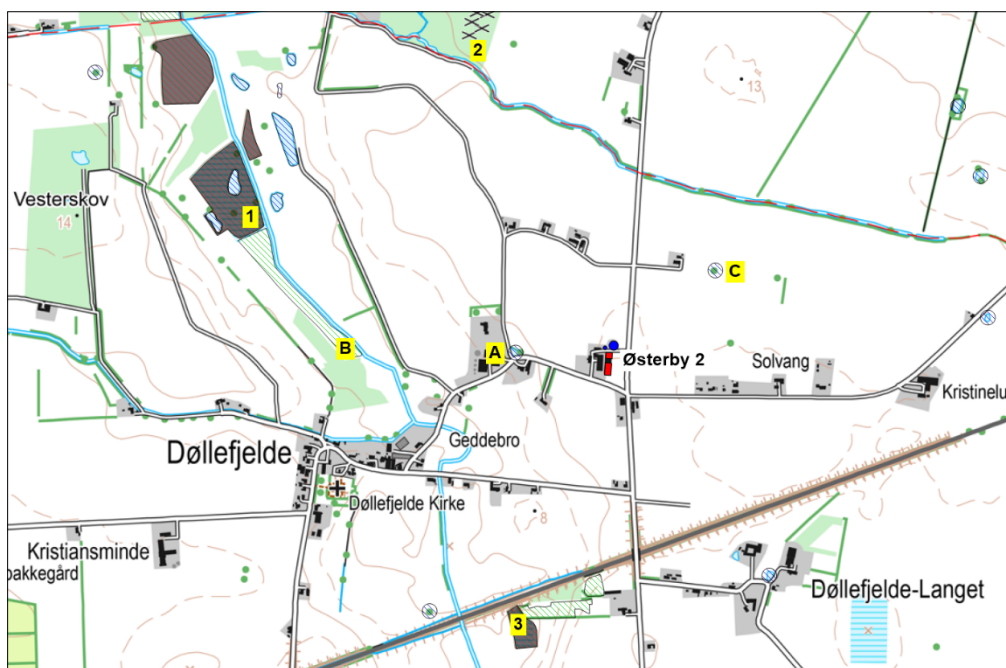 2
13
Vesterskov
14
1
C
B
A
Østerby 2
Solvang
Kristinelu
Geddebro
Døllefjelde
Døllefjelde Kirke
8
Kristiansminde
bakkegård
Døllefjelde-Langet
3